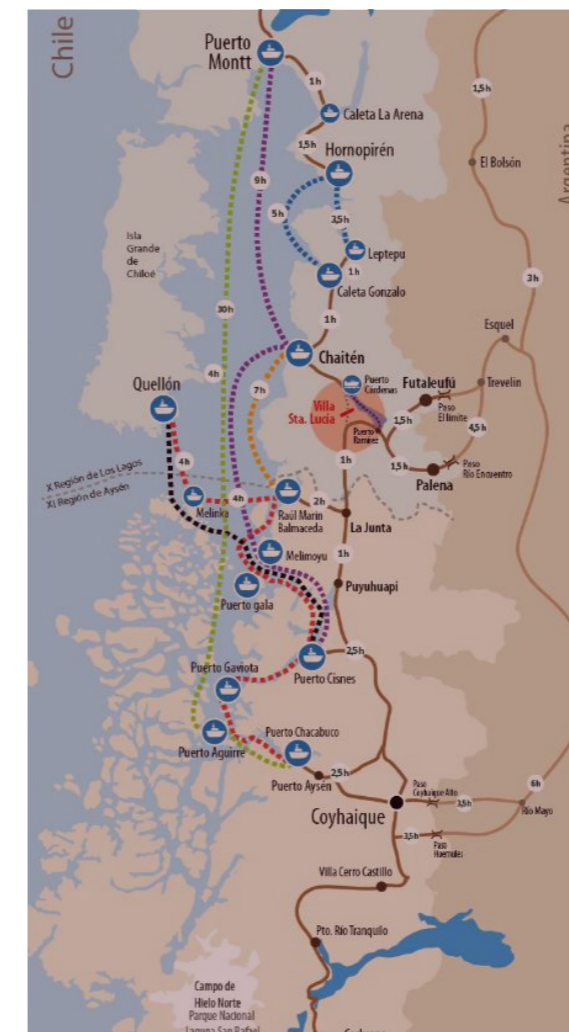 Chile
Argentina
Puerto
Montt
1h
1,5h
Caleta La Arena
1,5h
Hornopirén
El Bolsón
9h
5h
3,5h
Isla
Grande
de
Chiloé
Leptepu
1h
Caleta Gonzalo
3h
30h
1h
Esquel
Chaitén
4h
Puerto
Cárdenas
Futaleufú
Trevelin
Quellón
7h
Villa
Sta. Lucía
Paso
El límite
1,5h
Puerto
Ramírez
4,5h
4h
1h
1,5h
Paso
Río Encuentro
Palena
X Región de Los Lagos
XI Región de Aysén
Melinka
4h
2h
Raúl Marín
Balmaceda
La Junta
Melimoyu
1h
Puyuhuapi
Puerto gala
2,5h
Puerto Cisnes
Puerto Gaviota
Puerto Chacabuco
Puerto Aguirre
2,5h
Puerto Aysén
Paso
Coyhaique Alto
6h
3,5h
Río Mayo
Coyhaique
3,5h
Paso
Huemules
Villa Cerro Castillo
Pto. Río Tranquilo
Campo de
Hielo Norte
Parque Nacional
Laguna San Rafael